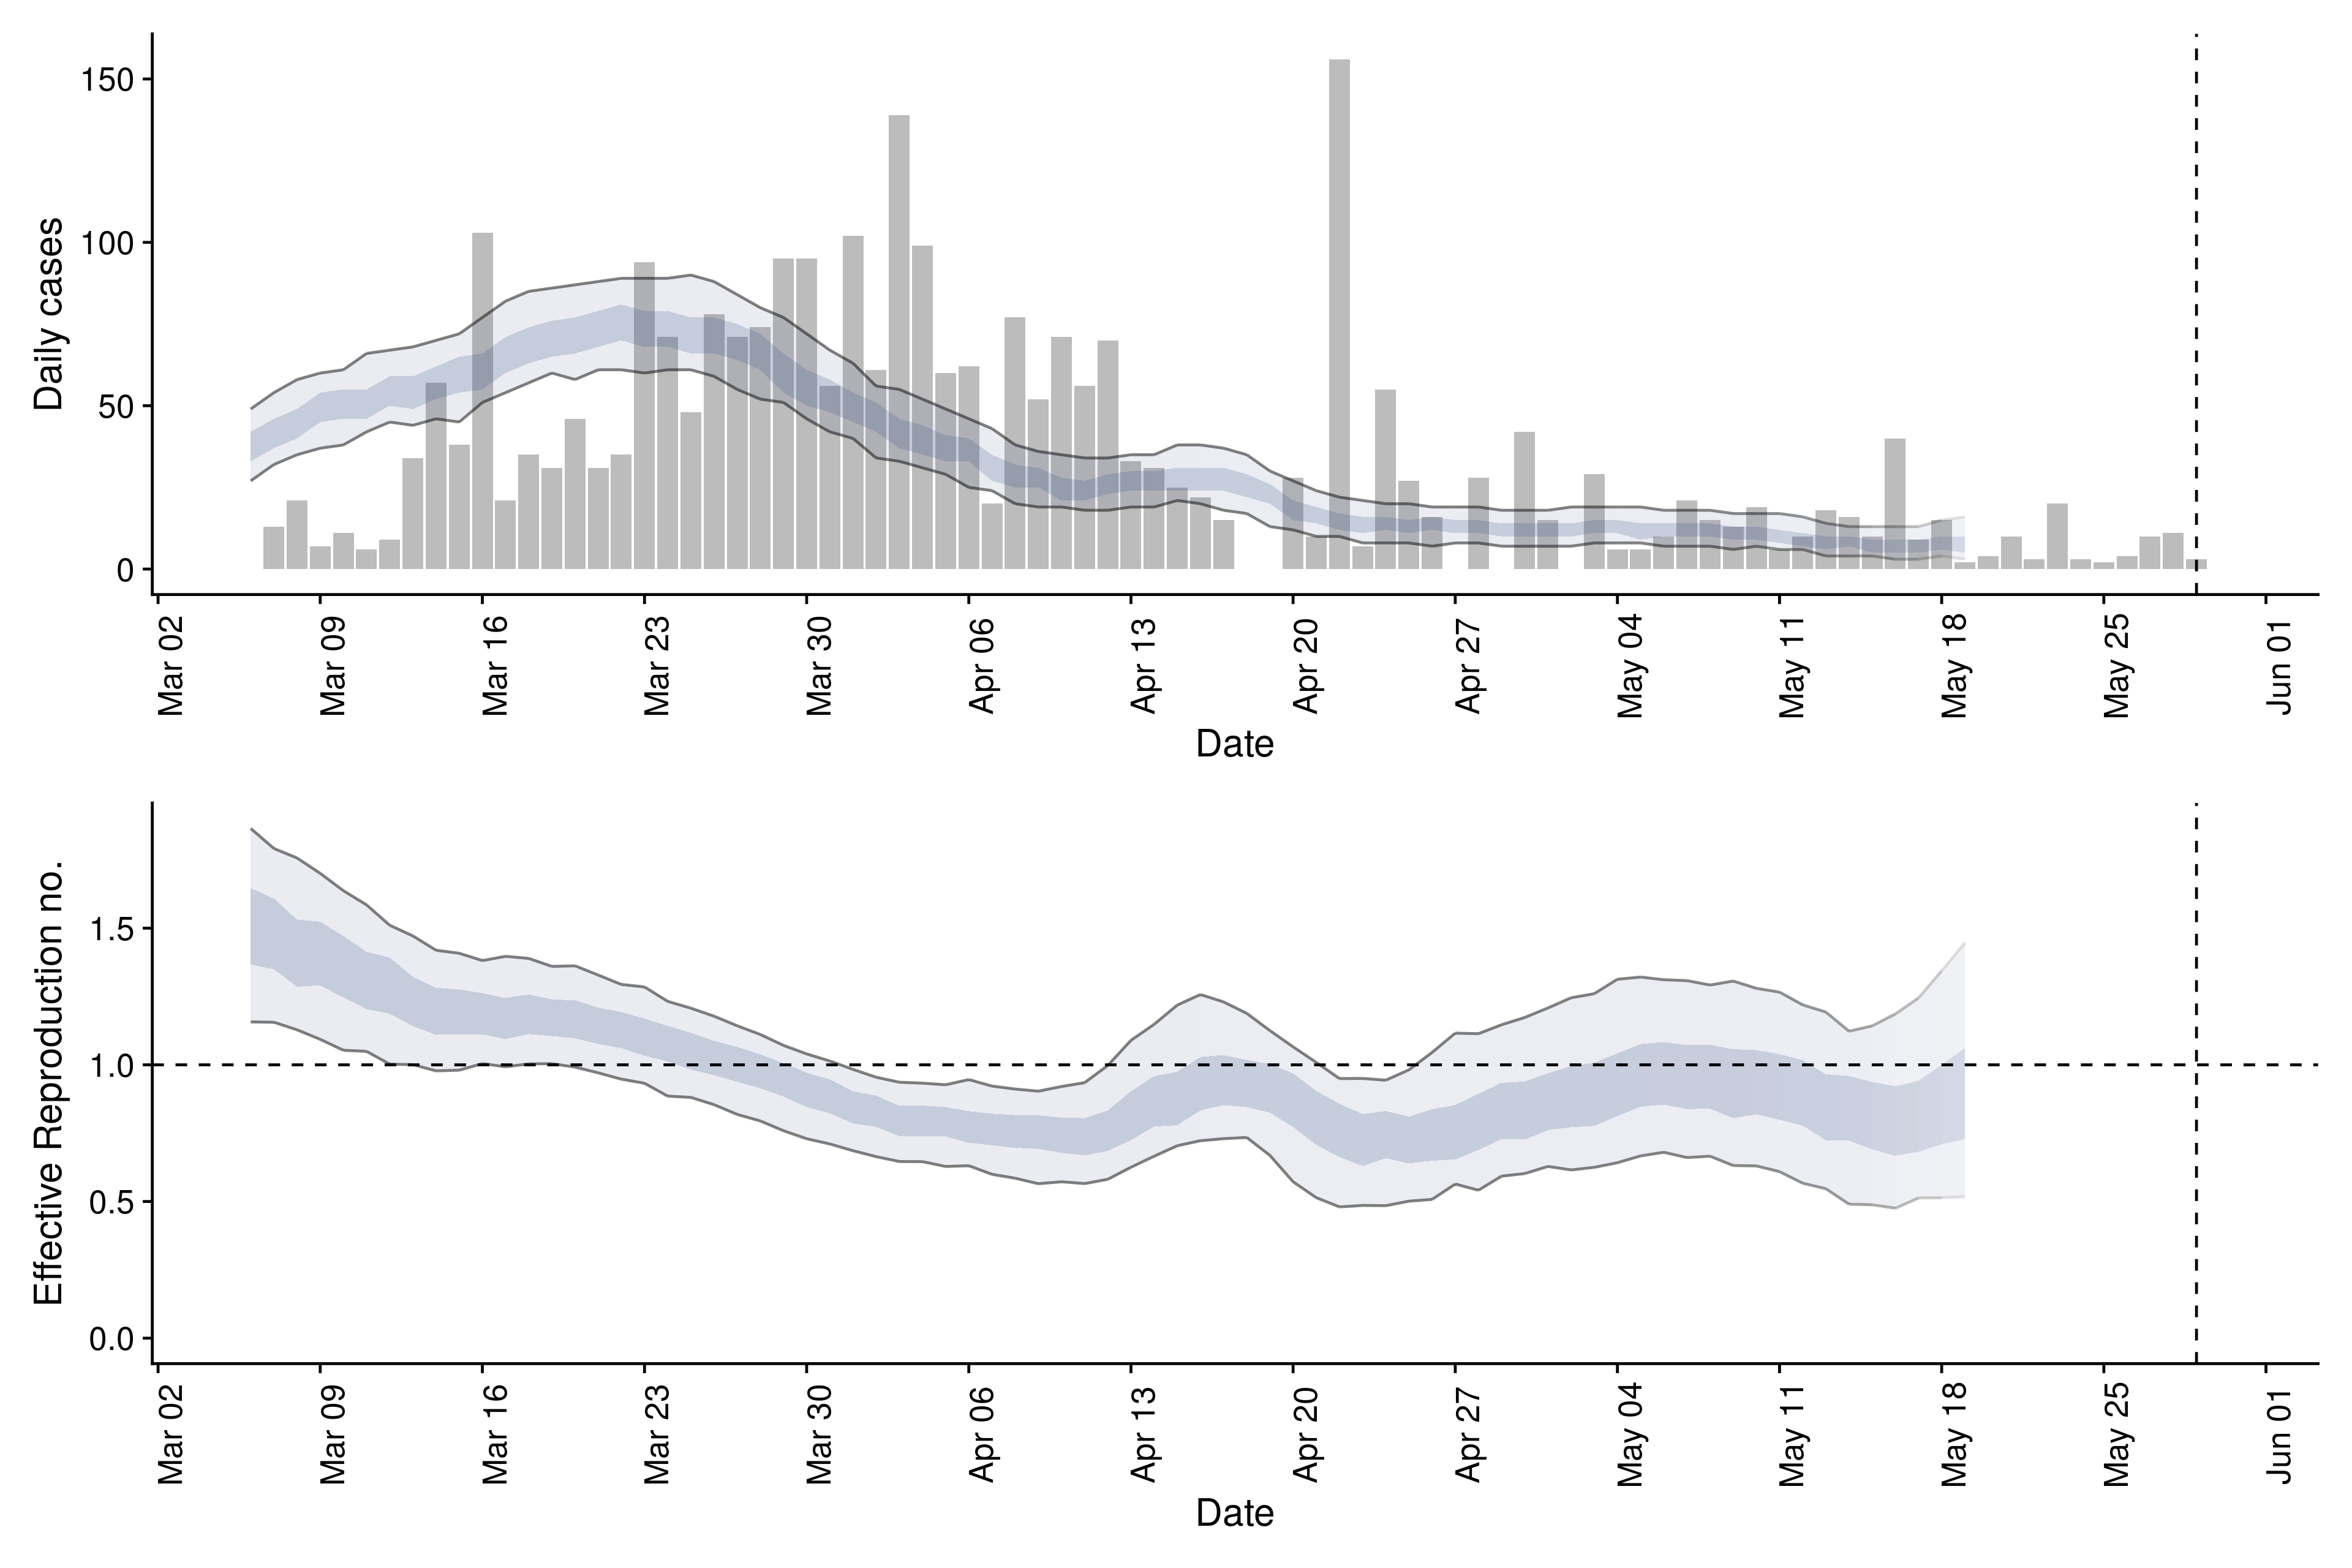 Daily cases
150
100
50
0
Mar 02
Mar 09
Mar 16
Mar 23
Mar 30
Apr 06
Apr 13
Apr 20
Apr 27
May 04
May 11
May 18
May 25
Jun 01
Date
Effective Reproduction no.
1.5
1.0
0.5
0.0
Mar 02
Mar 09
Mar 16
Mar 23
Mar 30
Apr 06
Apr 13
Apr 20
Apr 27
May 04
May 11
May 18
May 25
Jun 01
Date